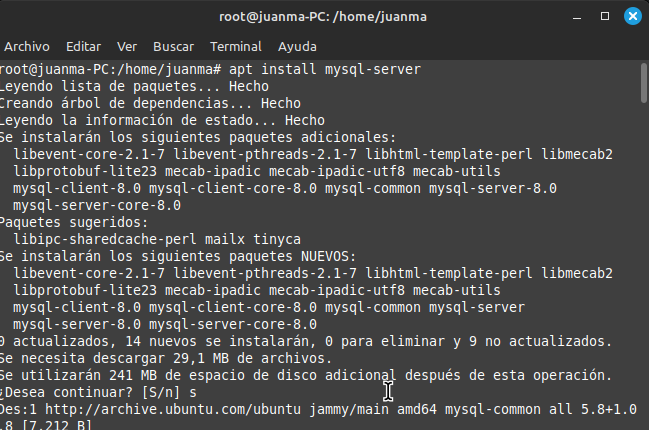 root@juanma-PC: /home/juanma
Archivo Editar Ver Buscar Terminal Ayuda
root@juanma-PC:/home/juanma# apt install mysql-server
Leyendo lista de paquetes... Hecho
Creando árbol de dependencias... Hecho
Leyendo la información de estado... Hecho
Se instalarán los siguientes paquetes adicionales:
libevent-core-2.1-7 libevent-pthreads-2.1-7 libhtml-template-perl libmecab2
libprotobuf-lite23 mecab-ipadic mecab-ipadic-utf8 mecab-utils
mysql-client-8.0 mysql-client-core-8.0 mysql-common mysql-server-8.0
mysql-server-core-8.0
Paquetes sugeridos:
libipc-sharedcache-perl mailx tinyca
Se instalarán los siguientes paquetes NUEVOS:
libevent-core-2.1-7 libevent-pthreads-2.1-7 libhtml-template-perl libmecab2
libprotobuf-lite23 mecab-ipadic mecab-ipadic-utf8 mecab-utils
mysql-client-8.0 mysql-client-core-8.0 mysql-common mysql-server
mysql-server-8.0 mysql-server-core-8.0
0 actualizados, 14 nuevos se instalarán, 0 para eliminar y 9 no actualizados.
Se necesita descargar 29,1 MB de archivos.
Se utilizarán 241 MB de espacio de disco adicional después de esta operación.
¿Desea continuar? [S/n] s
Des:1 http://archive.ubuntu.com/ubuntu jammy/main amd64 mysql-common all 5.8+1.0
.8 [7.212 B]